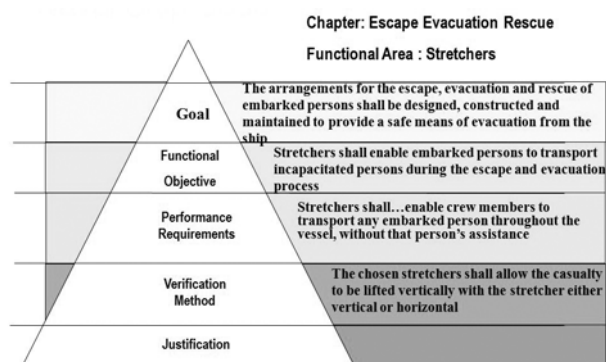 Chapter: Escape Evacuation Rescue
Functional Area : Stretchers
Goal
The arrangements for the escape, evacuation and rescue of
embarked persons shall be designed, constructed and
maintained to provide a safe means of evacuation from the
ship
Functional
Objective
Stretchers shall enable embarked persons to transport
incapacitated persons during the escape and evacuation
process
Performance
Requirements
Stretchers shall…enable crew members to
transport any embarked person throughout the
vessel, without that person's assistance
Verification
Method
The chosen stretchers shall allow the casualty
to be lifted vertically with the stretcher either
vertical or horizontal
Justification